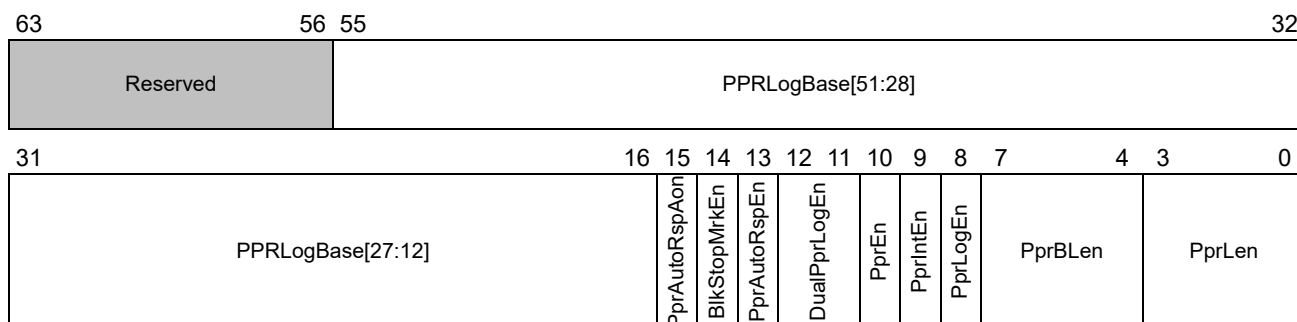 63 56 55 32
Reserved PPRLogBase[51:28]
31 16 15 14 13 12 11 10 9 8 7 4 3 0
PPRLogBase[27:12] PprAutoRspAon BlkStopMrkEn PprAutoRspEn DualPprLogEn PprEn PprIntEn PprLogEn PprBLen PprLen